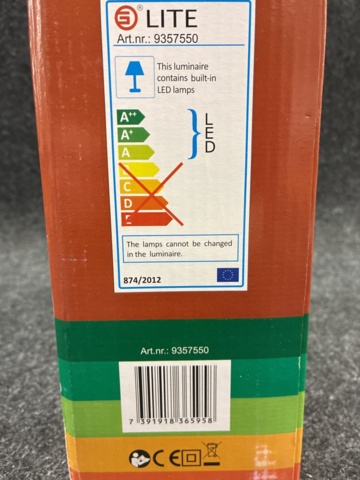 ® LITE
Art.nr.: 9357550
This luminaire
contains built-in
LED lamps
A++
A+
A
C
D
E
LED
The lamps cannot be changed
in the luminaire.
874/2012
Art.nr.: 9357550
7 391918 365958
CE